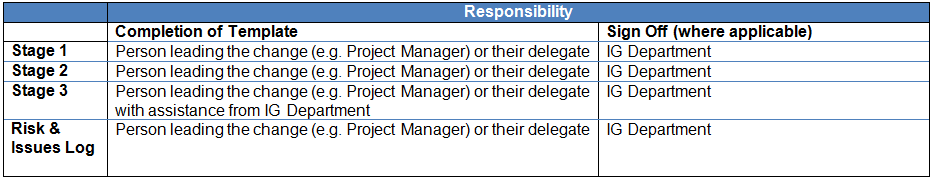 Responsibility
Completion of Template Sign Off (where applicable)
Stage 1 Person leading the change (e.g. Project Manager) or their delegate IG Department
Stage 2 Person leading the change (e.g. Project Manager) or their delegate IG Department
Stage 3 Person leading the change (e.g. Project Manager) or their delegate IG Department
with assistance from IG Department
Risk & Person leading the change (e.g. Project Manager) or their delegate IG Department
Issues Log